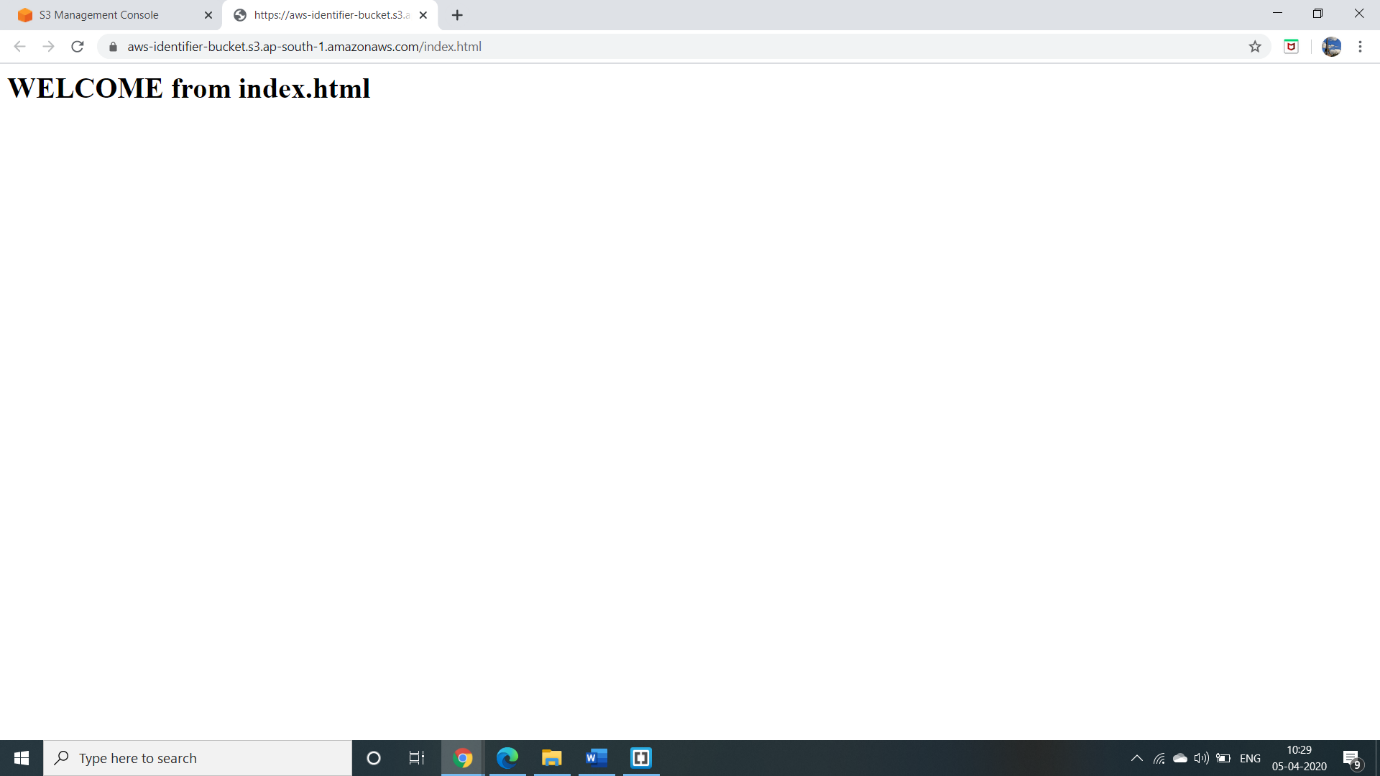 S3 Management Console
https://aws-identifier-bucket.s3.a
aws-identifier-bucket.s3.ap-south-1.amazonaws.com/index.html
WELCOME from index.html
Type here to search
W
ENG
10:29
05-04-2020
9